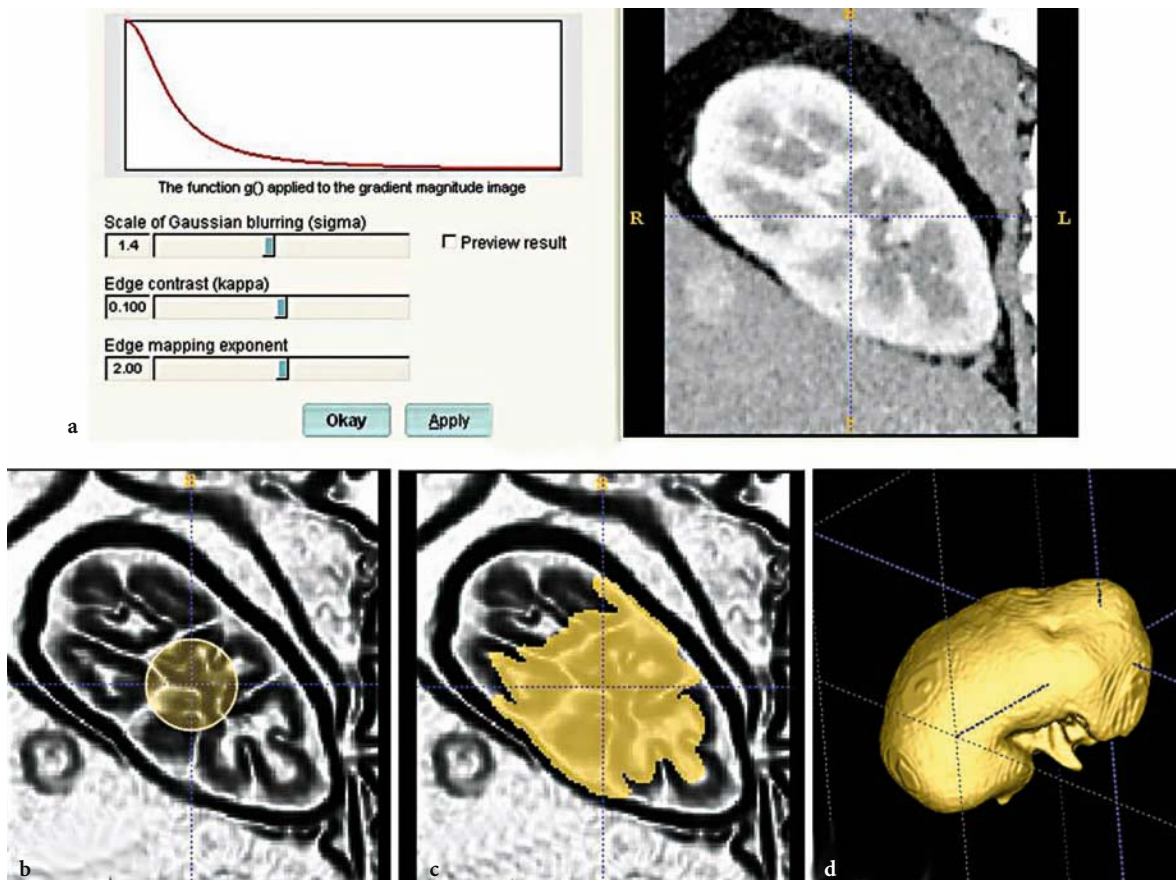 The function g() applied to the gradient magnitude image
Scale of Gaussian blurring (sigma)
1.4
Preview result
Edge contrast (kappa)
0.100
Edge mapping exponent
2.00
Okay
Apply
a
R
L
b
c
d